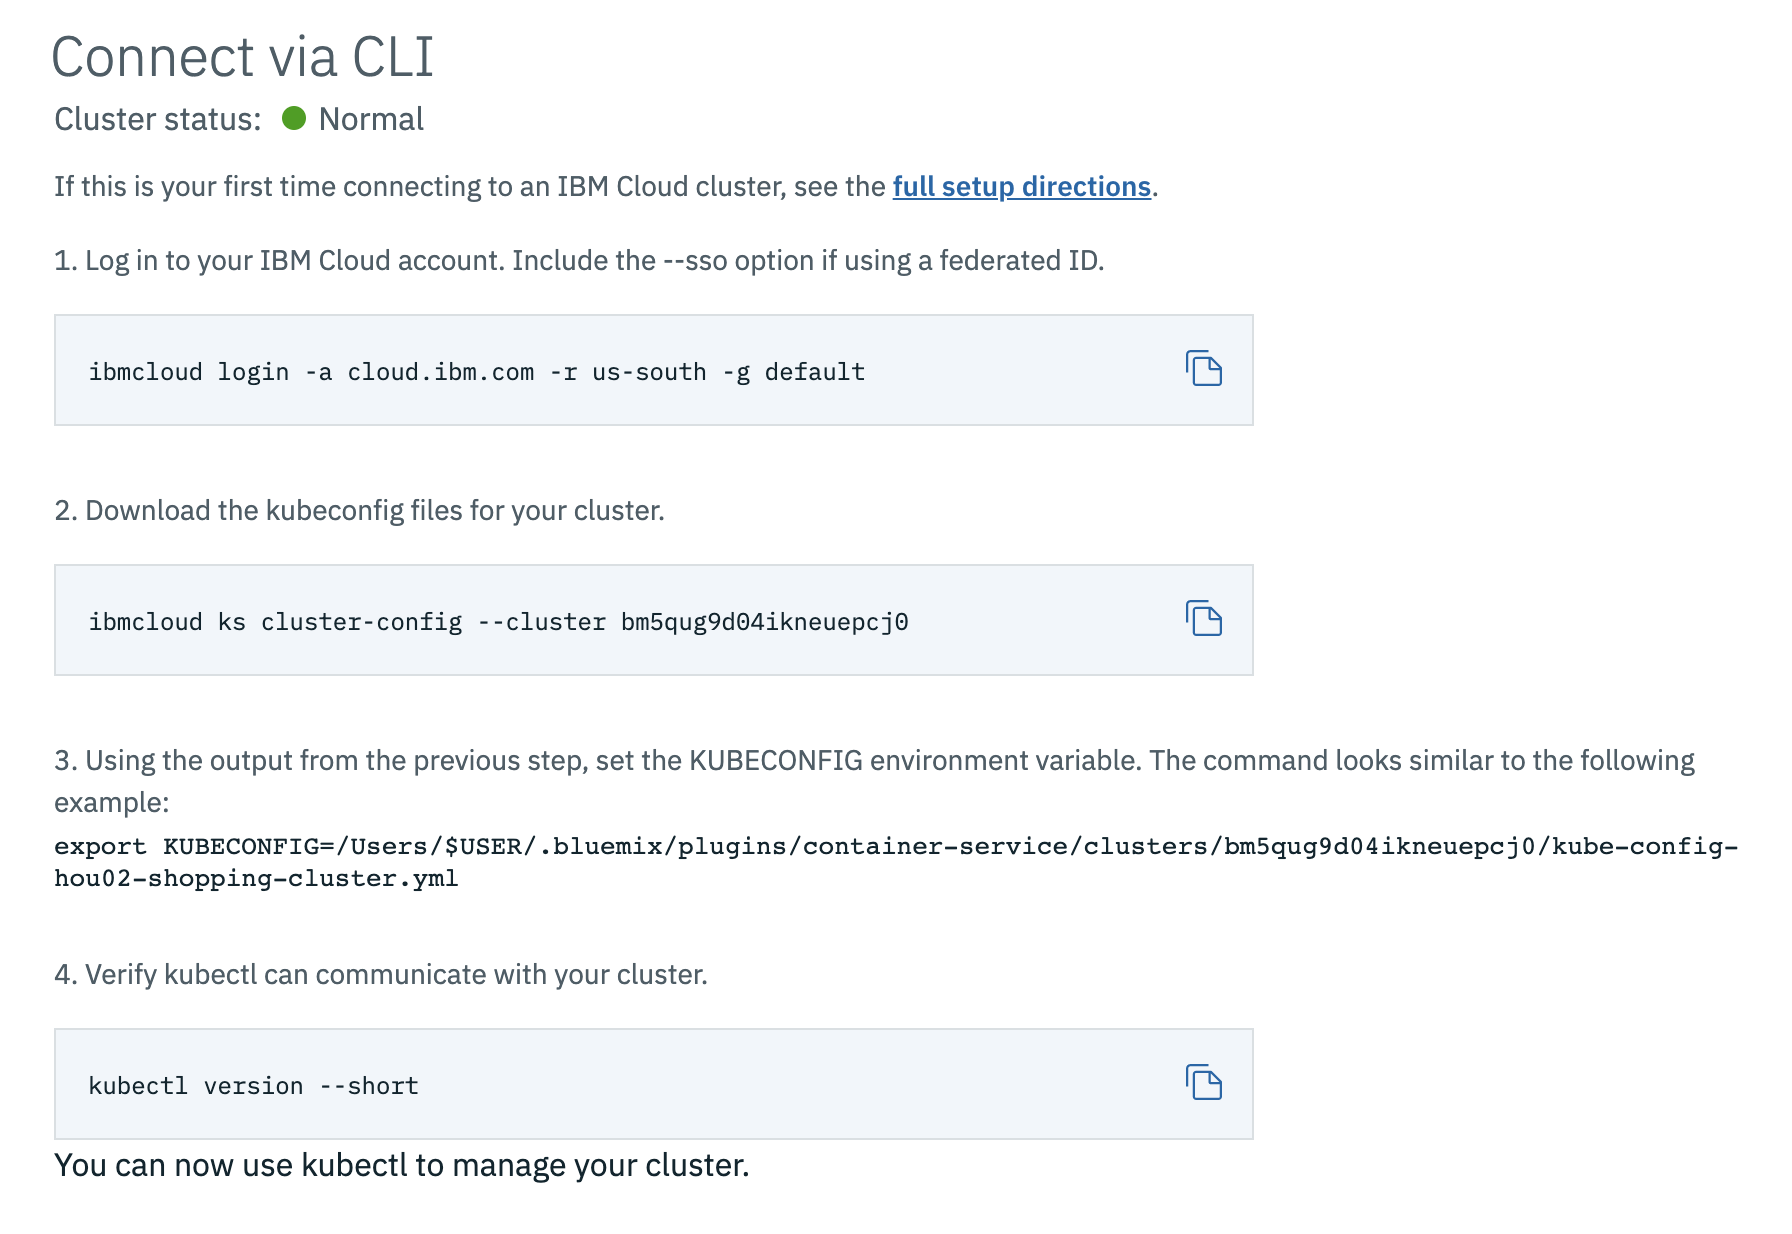 Connect via CLI
Cluster status: Normal
If this is your first time connecting to an IBM Cloud cluster, see the full setup directions.
1. Log in to your IBM Cloud account. Include the --sso option if using a federated ID.
ibmcloud login -a cloud.ibm.com -r us-south -g default
2. Download the kubeconfig files for your cluster.
ibmcloud ks cluster-config --cluster bm5qug9d04ikneuepcj0
3. Using the output from the previous step, set the KUBECONFIG environment variable. The command looks similar to the following
example:
export KUBECONFIG=/Users/$USER/.bluemix/plugins/container-service/clusters/bm5qug9d04ikneuepcj0/kube-config-
hou02-shopping-cluster.yml
4. Verify kubectl can communicate with your cluster.
kubectl version --short
You can now use kubectl to manage your cluster.